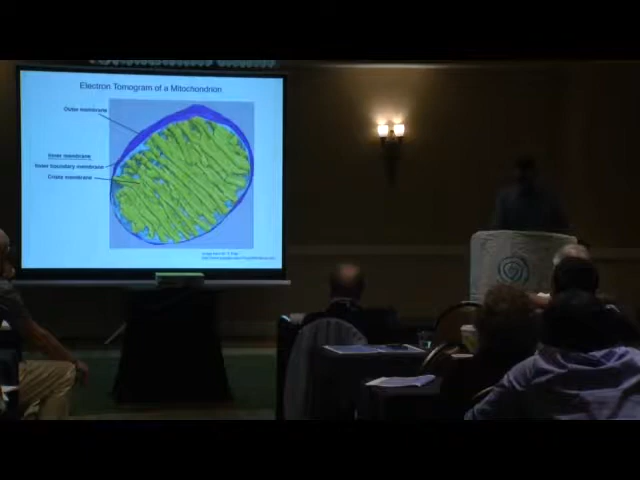 Electron Tomogram of a Mitochondrion
Outer membrane
Inner membrane
Inner boundary membrane
Crista membrane